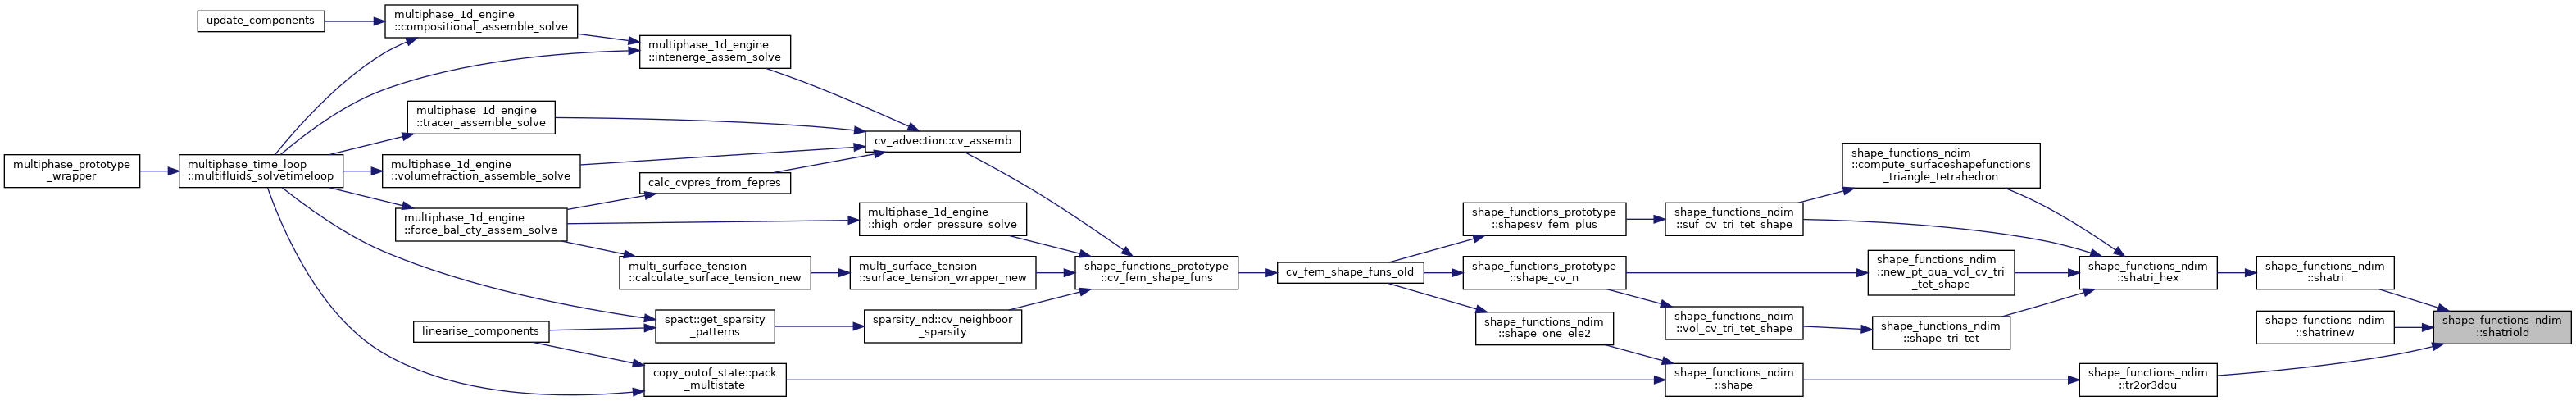 update_components
multiphase_1d_engine
::compositional_assemble_solve
multiphase_1d_engine
::intenerge_assem_solve
multiphase_1d_engine
::tracer_assemble_solve
cv_advection::cv_assemb
multiphase_prototype
_wrapper
multiphase_time_loop
::multifluids_solvetimeloop
multiphase_1d_engine
::volumefraction_assemble_solve
calc_cvpres_from_fepres
multiphase_1d_engine
::force_bal_cty_assem_solve
multiphase_1d_engine
::high_order_pressure_solve
multi_surface_tension
::calculate_surface_tension_new
multi_surface_tension
::surface_tension_wrapper_new
shape_functions_prototype
::cv_fem_shape_funs
cv_fem_shape_funs_old
linearise_components
spact::get_sparsity
_patterns
sparsity_nd::cv_neighboor
_sparsity
copy_outof_state::pack
_multistate
shape_functions_prototype
::shapesv_fem_plus
shape_functions_prototype
::shape_cv_n
shape_functions_ndim
::shape_one_ele2
shape_functions_ndim
::suf_cv_tri_tet_shape
shape_functions_ndim
::compute_surfaceshapefunctions
_triangle_tetrahedron
shape_functions_ndim
::new_pt_qua_vol_cv_tri
_tet_shape
shape_functions_ndim
::vol_cv_tri_tet_shape
shape_functions_ndim
::shape_tri_tet
shape_functions_ndim
::shape
shape_functions_ndim
::shatri_hex
shape_functions_ndim
::shatri
shape_functions_ndim
::shatrinew
shape_functions_ndim
::tr2or3dqu
shape_functions_ndim
::shatriold